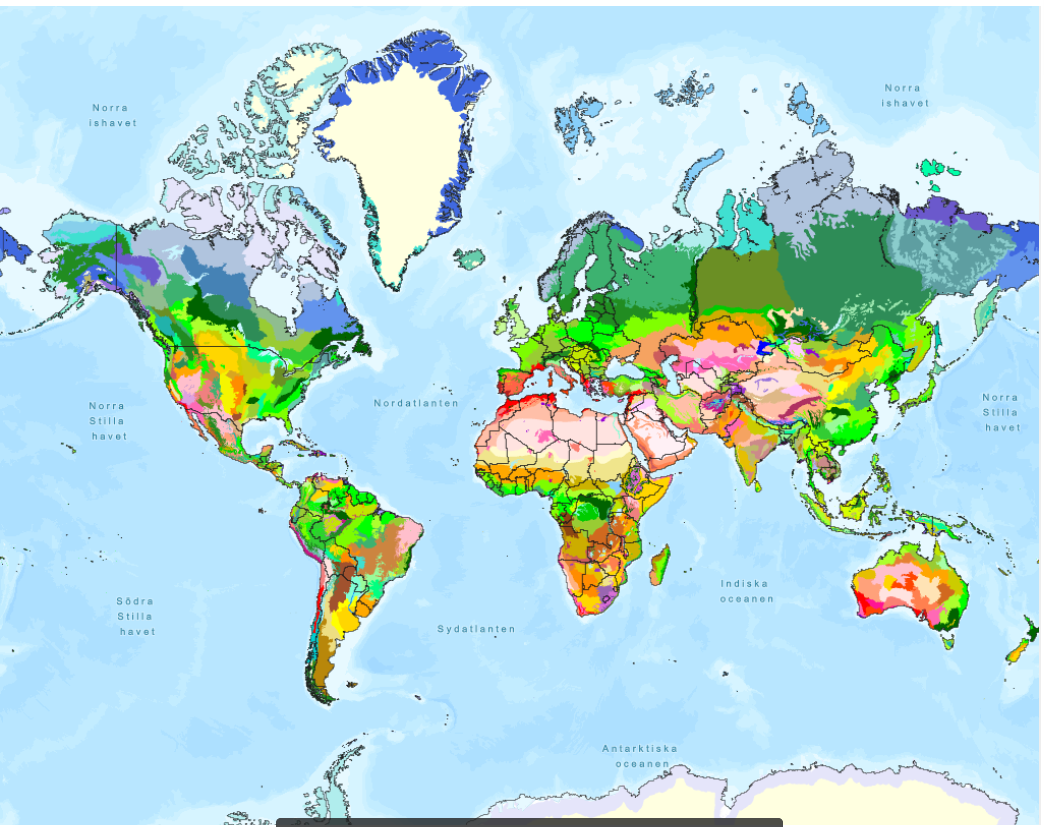 Norra
ishavet
Norra
ishavet
Nordatlanten
Norra
Stilla
havet
Norra
Stilla
havet
Indiska
oceanen
Södra
Stilla
havet
Sydatlanten
Antarktiska
oceanen